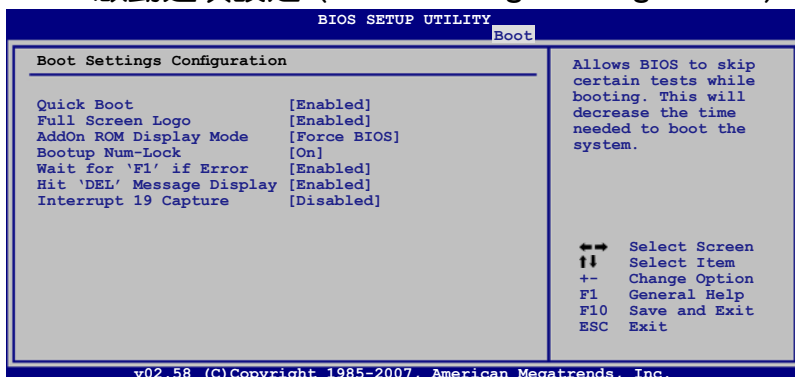 BIOS SETUP UTILITY
Boot
Boot Settings Configuration
Quick Boot [Enabled]
Full Screen Logo [Enabled]
AddOn ROM Display Mode [Force BIOS]
Bootup Num-Lock [On]
Wait for ‘F1’ if Error [Enabled]
Hit ‘DEL’ Message Display [Enabled]
Interrupt 19 Capture [Disabled]
Allows BIOS to skip
certain tests while
booting. This will
decrease the time
needed to boot the
system.
←→ Select Screen
↑↓ Select Item
+- Change Option
F1 General Help
F10 Save and Exit
ESC Exit
v02.58 (C)Copyright 1985-2007, American Megatrends, Inc.